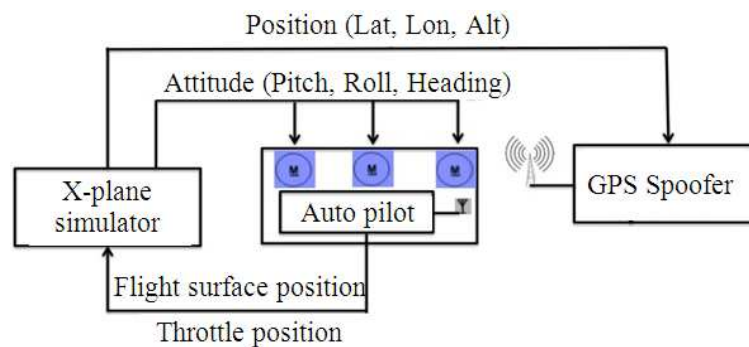 Position (Lat, Lon, Alt)
Attitude (Pitch, Roll, Heading)
M M M
X-plane
simulator
Auto pilot
GPS Spoofer
Flight surface position
Throttle position